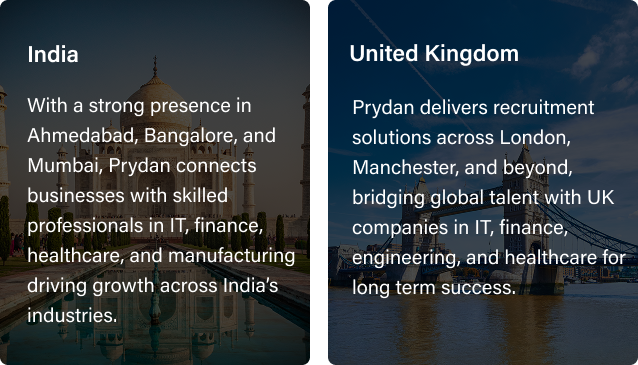 India
With a strong presence in
Ahmedabad, Bangalore, and
Mumbai, Prydan connects
businesses with skilled
professionals in IT, finance,
healthcare, and manufacturing
driving growth across India's
industries.
United Kingdom
Prydan delivers recruitment
solutions across London,
Manchester, and beyond,
bridging global talent with UK
companies in IT, finance,
engineering, and healthcare for
long term success.